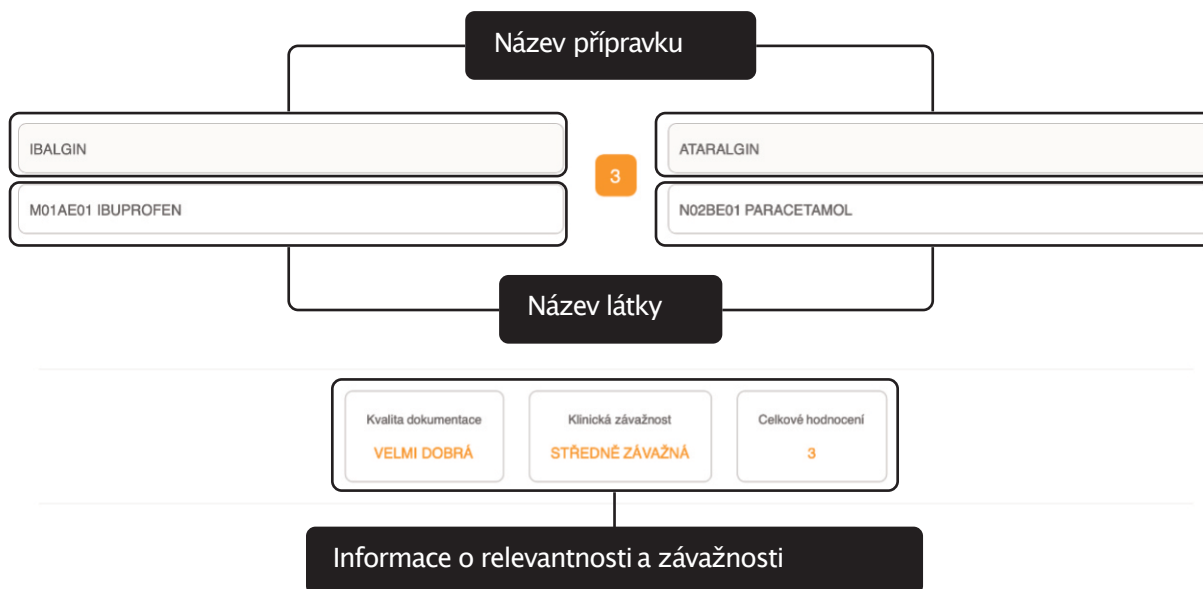 Název přípravku
IBALGIN
3
ATARALGIN
M01AE01 IBUPROFEN
N02BE01 PARACETAMOL
Název látky
Kvalita dokumentace
VELMI DOBRÁ
Klinická závažnost
STŘEDNĚ ZÁVAŽNÁ
Celkové hodnocení
3
Informace o relevantnosti a závažnosti